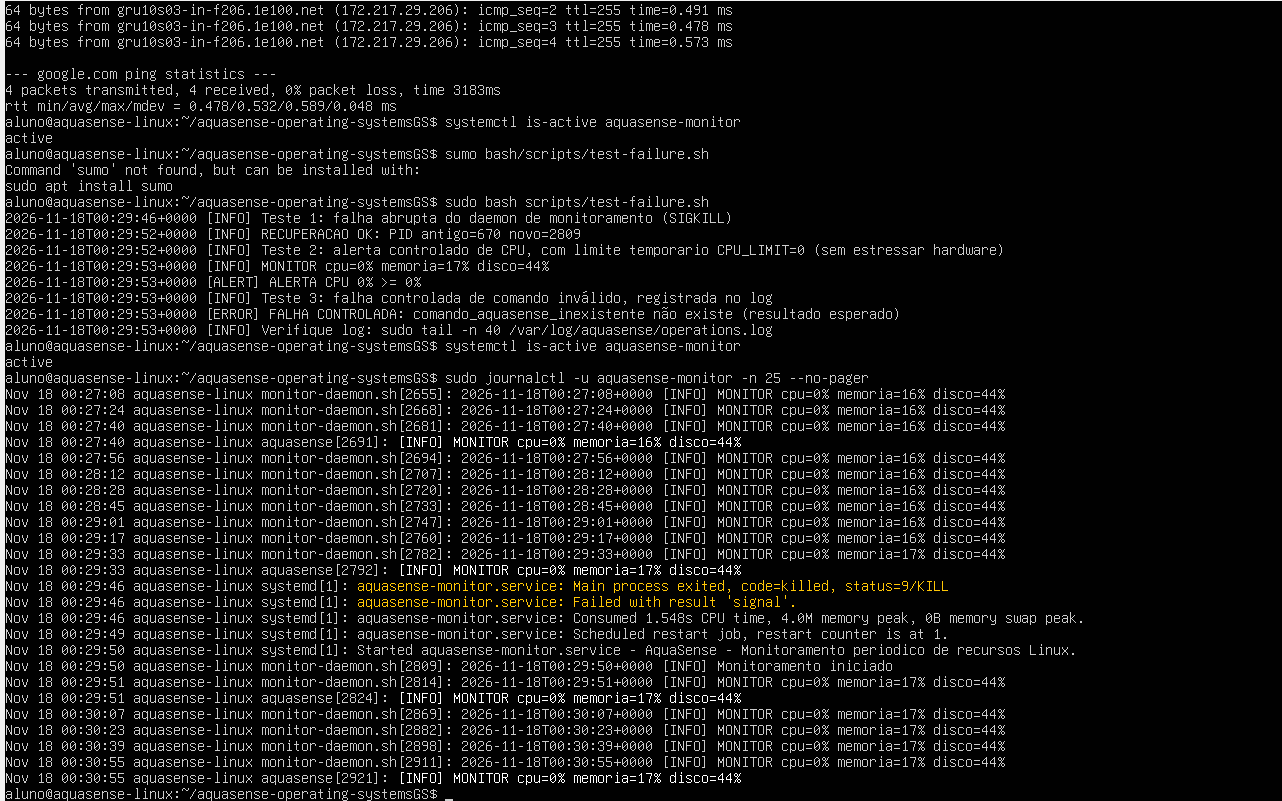 64 bytes from gru10s03-in-f206.1e100.net (172.217.29.206): icmp_seq=2 ttl=255 time=0.491 ms
64 bytes from gru10s03-in-f206.1e100.net (172.217.29.206): icmp_seq=3 ttl=255 time=0.478 ms
64 bytes from gru10s03-in-f206.1e100.net (172.217.29.206): icmp_seq=4 ttl=255 time=0.573 ms
--- google.com ping statistics ---
4 packets transmitted, 4 received, 0% packet loss, time 3183ms
rtt min/avg/max/mdev = 0.478/0.532/0.589/0.048 ms
aluno@aquasense-linux:~/aquasense-operating-systemsGS$ systemctl is-active aquasense-monitor
active
aluno@aquasense-linux:~/aquasense-operating-systemsGS$ sumo bash/scripts/test-failure.sh
Command 'sumo' not found, but can be installed with:
sudo apt install sumo
aluno@aquasense-linux:~/aquasense-operating-systemsGS$ sudo bash scripts/test-failure.sh
2026-11-18T00:29:46+0000 [INFO] Teste 1: falha abrupta do daemon de monitoramento (SIGKILL)
2026-11-18T00:29:52+0000 [INFO] RECUPERACAO OK: PID antigo=670 novo=2809
2026-11-18T00:29:52+0000 [INFO] Teste 2: alerta controlado de CPU, com limite temporario CPU_LIMIT=0 (sem estressar hardware)
2026-11-18T00:29:53+0000 [INFO] MONITOR cpu=0% memoria=17% disco=44%
2026-11-18T00:29:53+0000 [ALERT] ALERTA CPU 0% >= 0%
2026-11-18T00:29:53+0000 [INFO] Teste 3: falha controlada de comando inválido, registrada no log
2026-11-18T00:29:53+0000 [ERROR] FALHA CONTROLADA: comando_aquasense_inexistente não existe (resultado esperado)
2026-11-18T00:29:53+0000 [INFO] Verifique log: sudo tail -n 40 /var/log/aquasense/operations.log
aluno@aquasense-linux:~/aquasense-operating-systemsGS$ systemctl is-active aquasense-monitor
active
aluno@aquasense-linux:~/aquasense-operating-systemsGS$ sudo journalctl -u aquasense-monitor -n 25 --no-pager
Nov 18 00:27:08 aquasense-linux monitor-daemon.sh[2655]: 2026-11-18T00:27:08+0000 [INFO] MONITOR cpu=0% memoria=16% disco=44%
Nov 18 00:27:24 aquasense-linux monitor-daemon.sh[2668]: 2026-11-18T00:27:24+0000 [INFO] MONITOR cpu=0% memoria=16% disco=44%
Nov 18 00:27:40 aquasense-linux monitor-daemon.sh[2681]: 2026-11-18T00:27:40+0000 [INFO] MONITOR cpu=0% memoria=16% disco=44%
Nov 18 00:27:40 aquasense-linux aquasense[2691]: [INFO] MONITOR cpu=0% memoria=16% disco=44%
Nov 18 00:27:56 aquasense-linux monitor-daemon.sh[2694]: 2026-11-18T00:27:56+0000 [INFO] MONITOR cpu=0% memoria=16% disco=44%
Nov 18 00:28:12 aquasense-linux monitor-daemon.sh[2707]: 2026-11-18T00:28:12+0000 [INFO] MONITOR cpu=0% memoria=16% disco=44%
Nov 18 00:28:28 aquasense-linux monitor-daemon.sh[2720]: 2026-11-18T00:28:28+0000 [INFO] MONITOR cpu=0% memoria=16% disco=44%
Nov 18 00:28:45 aquasense-linux monitor-daemon.sh[2733]: 2026-11-18T00:28:45+0000 [INFO] MONITOR cpu=0% memoria=16% disco=44%
Nov 18 00:29:01 aquasense-linux monitor-daemon.sh[2747]: 2026-11-18T00:29:01+0000 [INFO] MONITOR cpu=0% memoria=16% disco=44%
Nov 18 00:29:17 aquasense-linux monitor-daemon.sh[2760]: 2026-11-18T00:29:17+0000 [INFO] MONITOR cpu=0% memoria=16% disco=44%
Nov 18 00:29:33 aquasense-linux monitor-daemon.sh[2782]: 2026-11-18T00:29:33+0000 [INFO] MONITOR cpu=0% memoria=17% disco=44%
Nov 18 00:29:33 aquasense-linux aquasense[2792]: [INFO] MONITOR cpu=0% memoria=17% disco=44%
Nov 18 00:29:46 aquasense-linux systemd[1]: aquasense-monitor.service: Main process exited, code=killed, status=9/KILL
Nov 18 00:29:46 aquasense-linux systemd[1]: aquasense-monitor.service: Failed with result 'signal'.
Nov 18 00:29:46 aquasense-linux systemd[1]: aquasense-monitor.service: Consumed 1.548s CPU time, 4.0M memory peak, 0B memory swap peak.
Nov 18 00:29:49 aquasense-linux systemd[1]: aquasense-monitor.service: Scheduled restart job, restart counter is at 1.
Nov 18 00:29:50 aquasense-linux systemd[1]: Started aquasense-monitor.service - AquaSense - Monitoramento periodico de recursos Linux.
Nov 18 00:29:50 aquasense-linux monitor-daemon.sh[2809]: 2026-11-18T00:29:50+0000 [INFO] Monitoramento iniciado
Nov 18 00:29:51 aquasense-linux monitor-daemon.sh[2814]: 2026-11-18T00:29:51+0000 [INFO] MONITOR cpu=0% memoria=17% disco=44%
Nov 18 00:29:51 aquasense-linux aquasense[2824]: [INFO] MONITOR cpu=0% memoria=17% disco=44%
Nov 18 00:30:07 aquasense-linux monitor-daemon.sh[2869]: 2026-11-18T00:30:07+0000 [INFO] MONITOR cpu=0% memoria=17% disco=44%
Nov 18 00:30:23 aquasense-linux monitor-daemon.sh[2882]: 2026-11-18T00:30:23+0000 [INFO] MONITOR cpu=0% memoria=17% disco=44%
Nov 18 00:30:39 aquasense-linux monitor-daemon.sh[2898]: 2026-11-18T00:30:39+0000 [INFO] MONITOR cpu=0% memoria=17% disco=44%
Nov 18 00:30:55 aquasense-linux monitor-daemon.sh[2911]: 2026-11-18T00:30:55+0000 [INFO] MONITOR cpu=0% memoria=17% disco=44%
Nov 18 00:30:55 aquasense-linux aquasense[2921]: [INFO] MONITOR cpu=0% memoria=17% disco=44%
aluno@aquasense-linux:~/aquasense-operating-systemsGS$ _